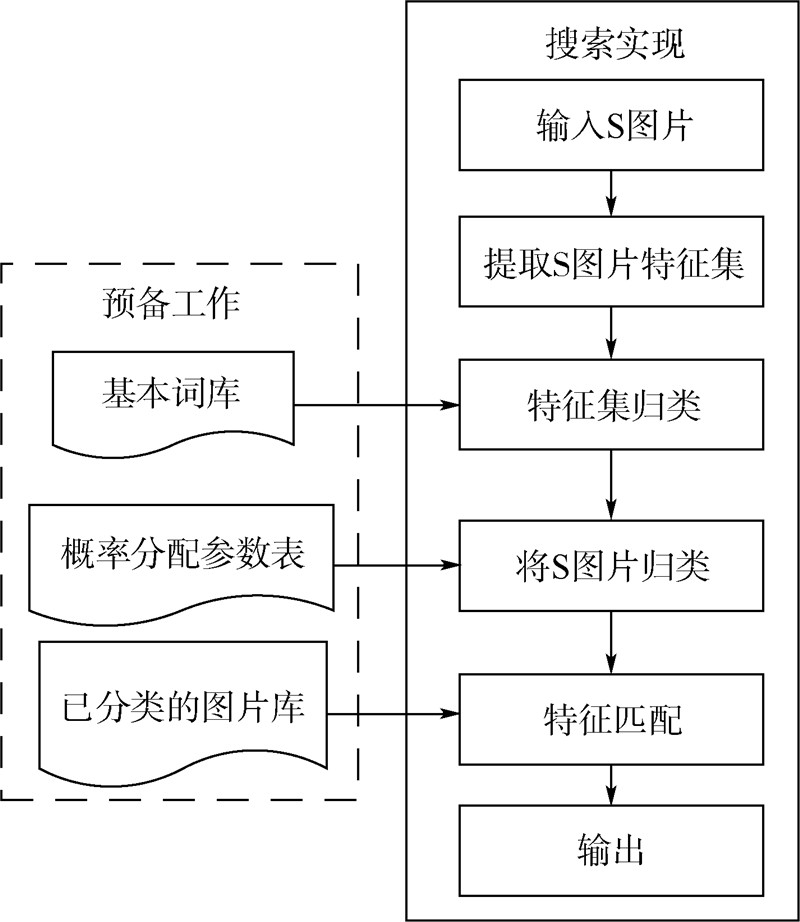 搜索实现
输入S图片
提取S图片特征集
预备工作
基本词库
特征集归类
概率分配参数表
将S图片归类
已分类的图片库
特征匹配
输出